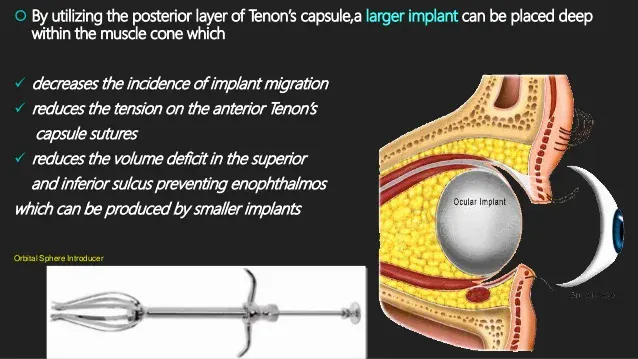 By utilizing the posterior layer of Tenon's capsule,a larger implant can be placed deep
within the muscle cone which
decreases the incidence of implant migration
reduces the tension on the anterior Tenon's
capsule sutures
reduces the volume deficit in the superior
and inferior sulcus preventing enophthalmos
which can be produced by smaller implants
Ocular Implant
Orbital Sphere Introducer